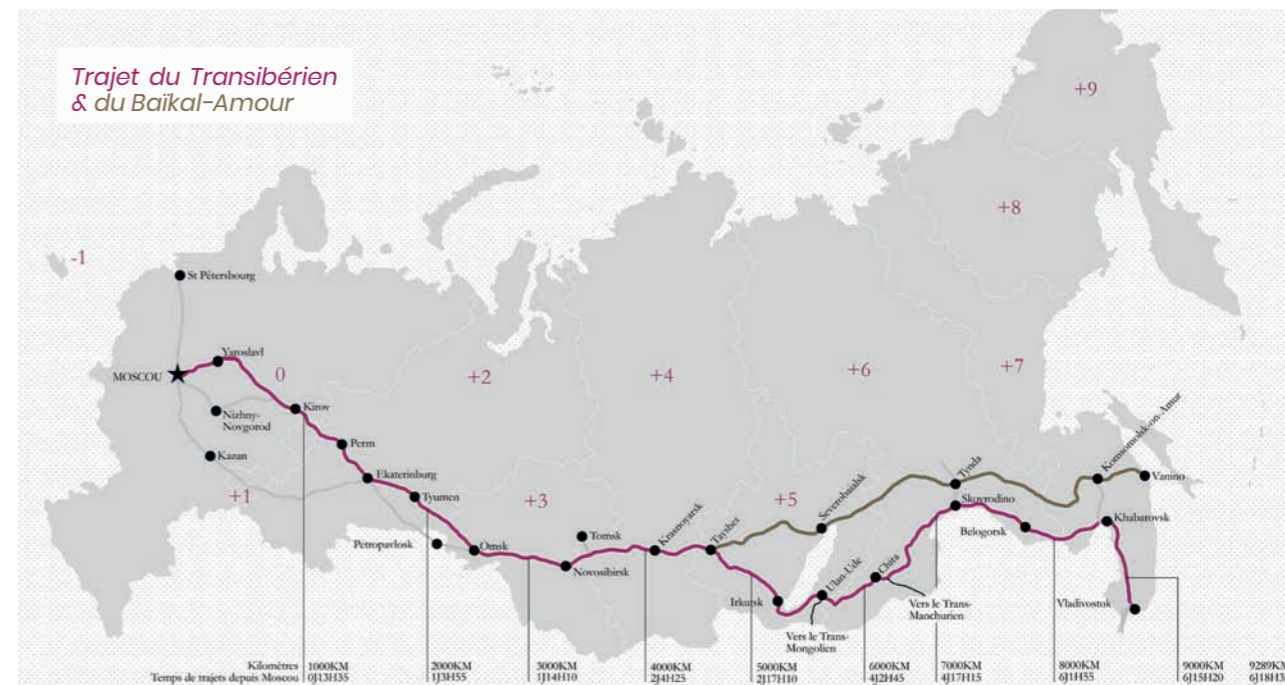 Trajet du Transibérien
& du Baïkal-Amour
+9
+8
-1
St Pétersbourg
+7
Yaroslavl
MOSCOU
0
+2
+4
+6
Kirov
Nizhny-
Novgorod
Perm
Kazan
Ekaterinburg
Tyumen
+1
+3
+5
Severobaialsk
Tynda
Komsomolsk-on-Amur
Vanino
Skovrodino
Petropavlosk
Omsk
Tomsk
Novosibirsk
Krasnoyarsk
Tayshet
Belogorsk
Khabarovsk
Irkutsk
Ulan-Ude
Chita
Vers le Trans-
Manchurien
Vladivostok
Vers le Trans-
Mongolien
Kilomètres 1000KM 2000KM 3000KM 4000KM 5000KM 6000KM 7000KM 8000KM 9000KM 9289KM
Temps de trajets depuis Moscou 0J13H35 1J3H55 1J14H10 2J4H25 2J17H10 4J2H45 4J17H15 6J1H55 6J15H20